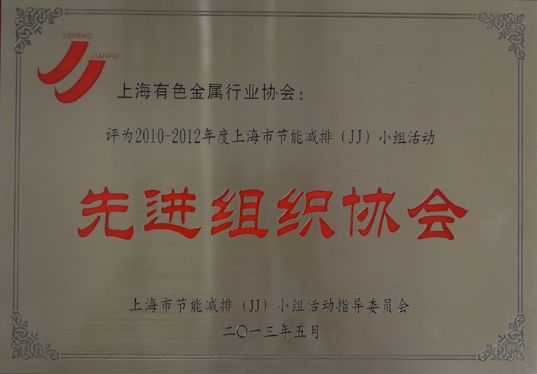 JIENENG
JIANPAI
上海有色金属行业协会：
评为2010-2012年度上海市节能减排（JJ）小组活动
先进组织协会
上海市节能减排（JJ）小组活动指导委员会
二〇一三年五月